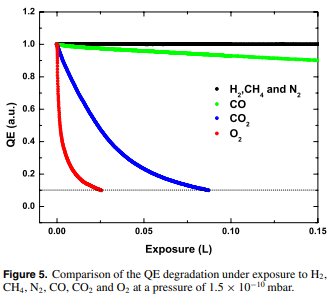 1.2
1.0
0.8
0.6
0.4
0.2
0.0
QE (a.u.)
H2,CH4 and N2
CO
CO2
O2
0.00 0.05 0.10 0.15
Exposure (L)
Figure 5. Comparison of the QE degradation under exposure to H2,
CH4, N2, CO, CO2 and O2 at a pressure of 1.5 × 10−10 mbar.